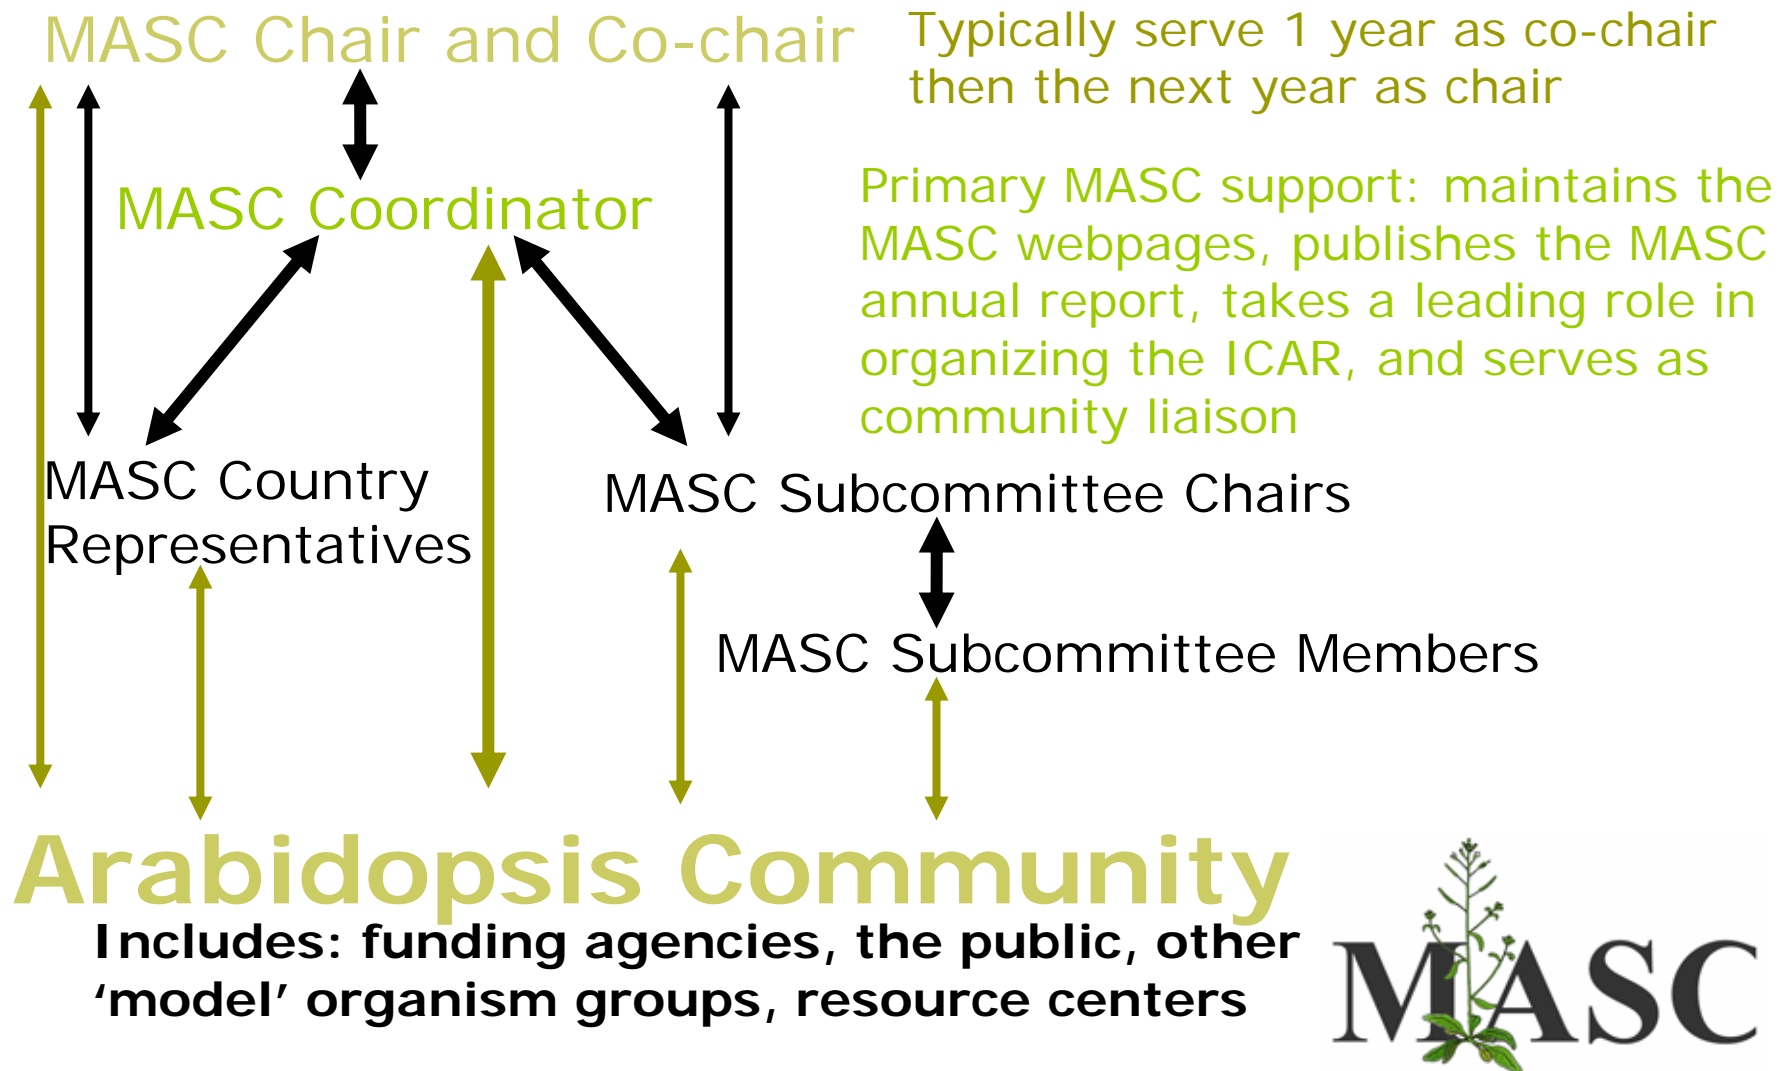 MASC Chair and Co-chair
Typically serve 1 year as co-chair
then the next year as chair
MASC Coordinator
Primary MASC support: maintains the
MASC webpages, publishes the MASC
annual report, takes a leading role in
organizing the ICAR, and serves as
community liaison
MASC Country
Representatives
MASC Subcommittee Chairs
MASC Subcommittee Members
Arabidopsis Community
Includes: funding agencies, the public, other
‘model’ organism groups, resource centers
MASC